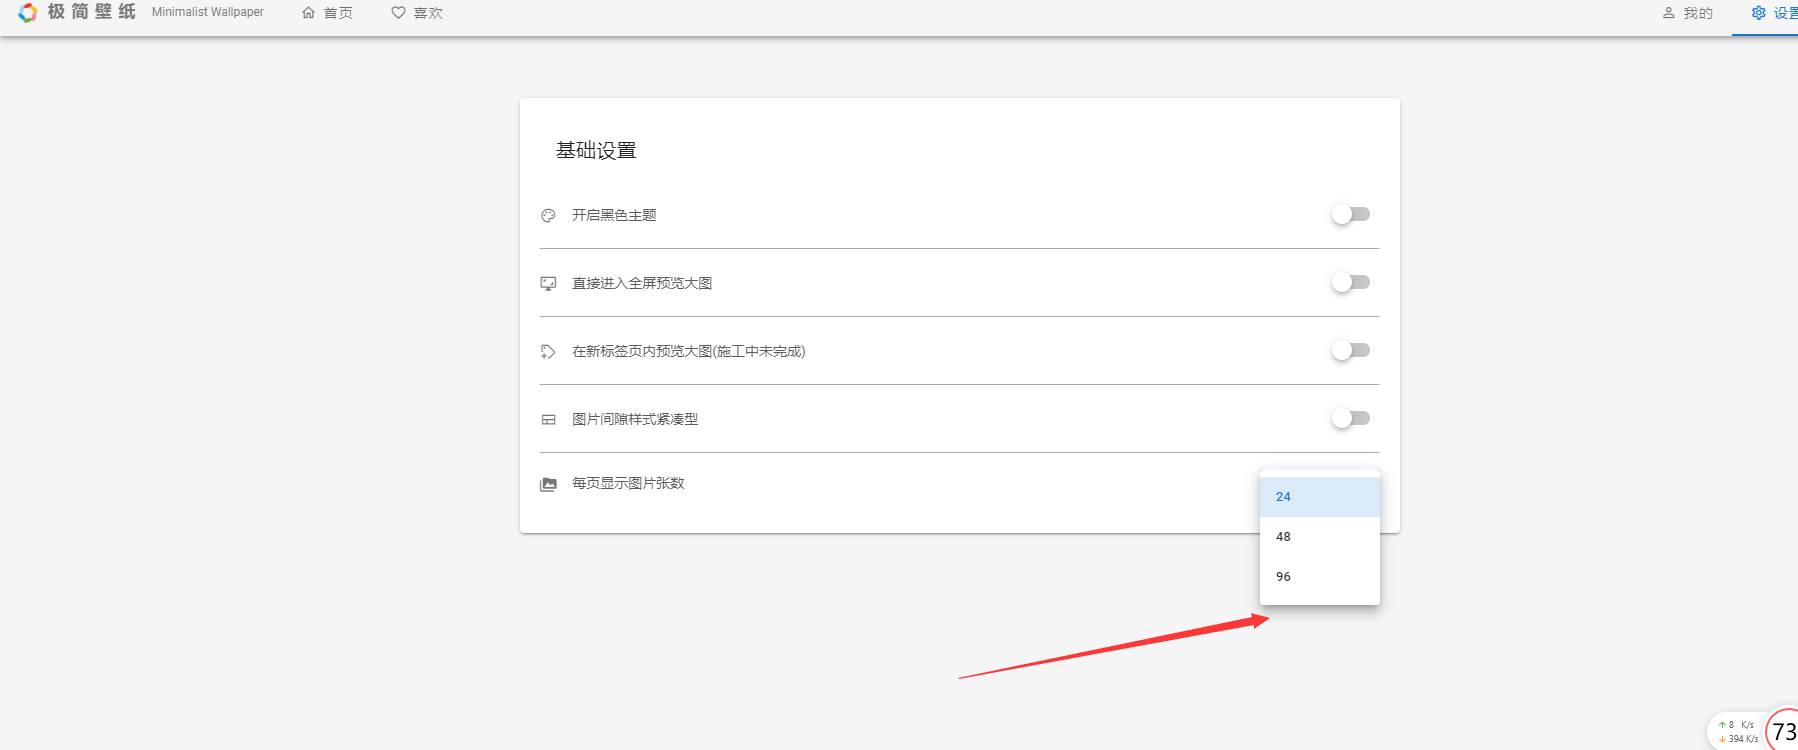 极简壁纸 Minimalist Wallpaper 首页 喜欢 我的 设置
基础设置
开启黑色主题
直接进入全屏预览大图
在新标签页内预览大图(施工中未完成)
图片间隙样式紧凑型
每页显示图片张数
24
48
96
↑ 8 K/s
↓ 394 K/s
73